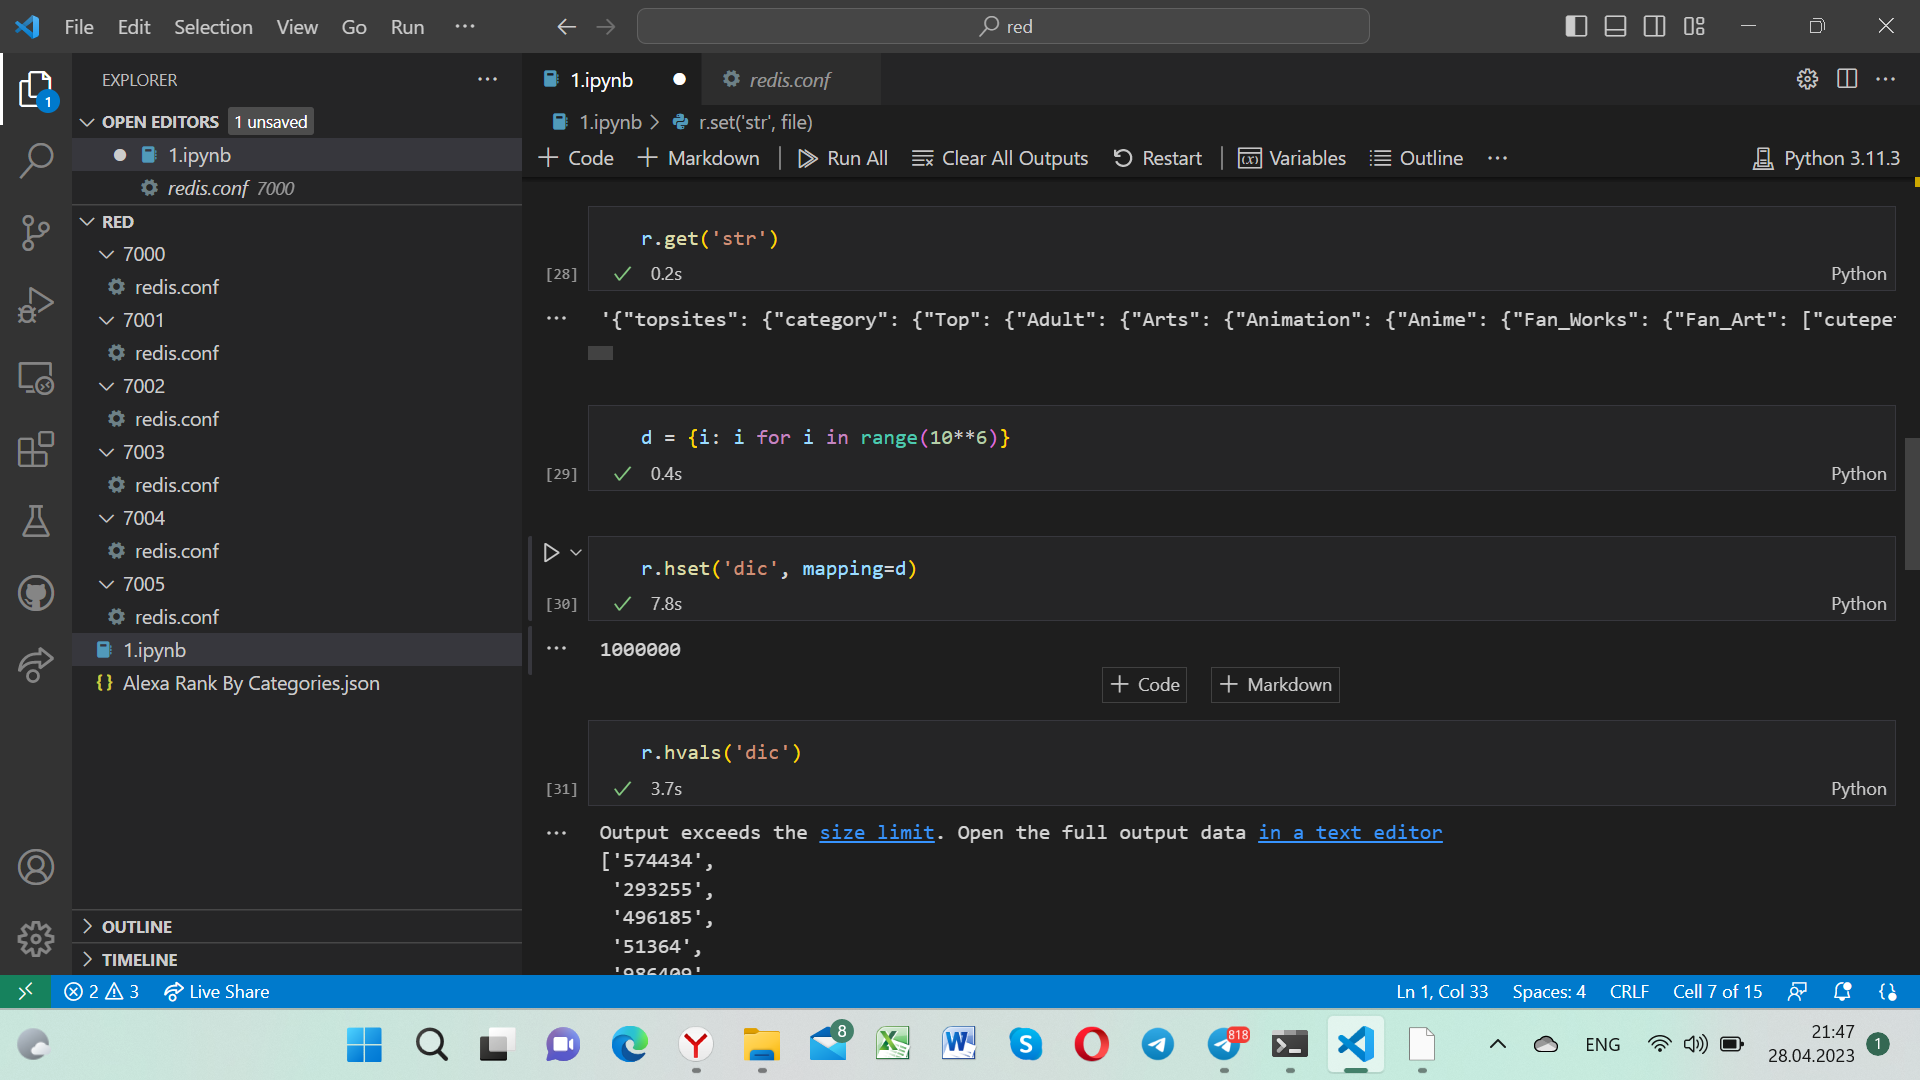 File Edit Selection View Go Run ···
red
EXPLORER
1
OPEN EDITORS 1 unsaved
1.ipynb
redis.conf 7000
RED
7000
redis.conf
7001
redis.conf
7002
redis.conf
7003
redis.conf
7004
redis.conf
7005
redis.conf
1.ipynb
{} Alexa Rank By Categories.json
OUTLINE
TIMELINE
1.ipynb redis.conf
1.ipynb > r.set('str', file)
+ Code + Markdown Run All Clear All Outputs Restart Variables Outline ··· Python 3.11.3
r.get('str')
[28] 0.2s Python
'{"topsites": {"category": {"Top": {"Adult": {"Arts": {"Animation": {"Anime": {"Fan_Works": {"Fan_Art": ["cutepe
d = {i: i for i in range(10**6)}
[29] 0.4s Python
r.hset('dic', mapping=d)
[30] 7.8s Python
1000000
+ Code + Markdown
r.hvals('dic')
[31] 3.7s Python
Output exceeds the size limit. Open the full output data in a text editor
['574434',
'293255',
'496185',
'51364',
'986409'
2 3 Live Share Ln 1, Col 33 Spaces: 4 CRLF Cell 7 of 15
8 818 ENG 21:47
28.04.2023 1